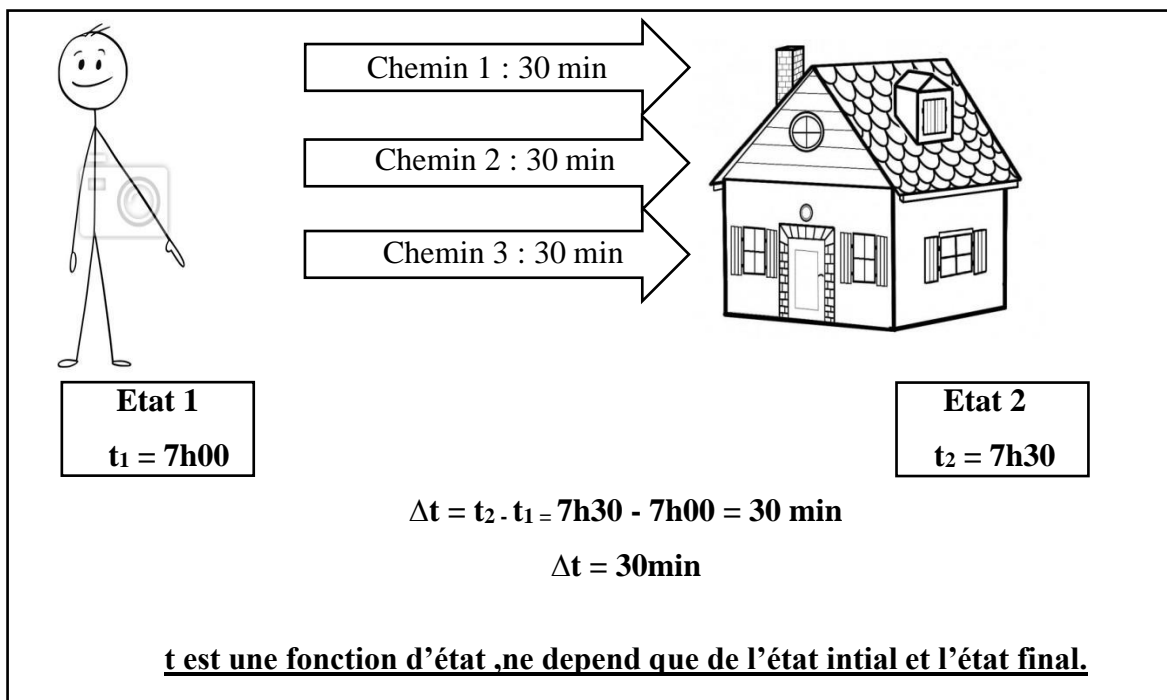 Chemin 1 : 30 min
Chemin 2 : 30 min
Chemin 3 : 30 min
Etat 1
t₁ = 7h00
Etat 2
t₂ = 7h30
∆t = t₂ - t₁ = 7h30 - 7h00 = 30 min
∆t = 30min
t est une fonction d’état ,ne depend que de l’état intial et l’état final.